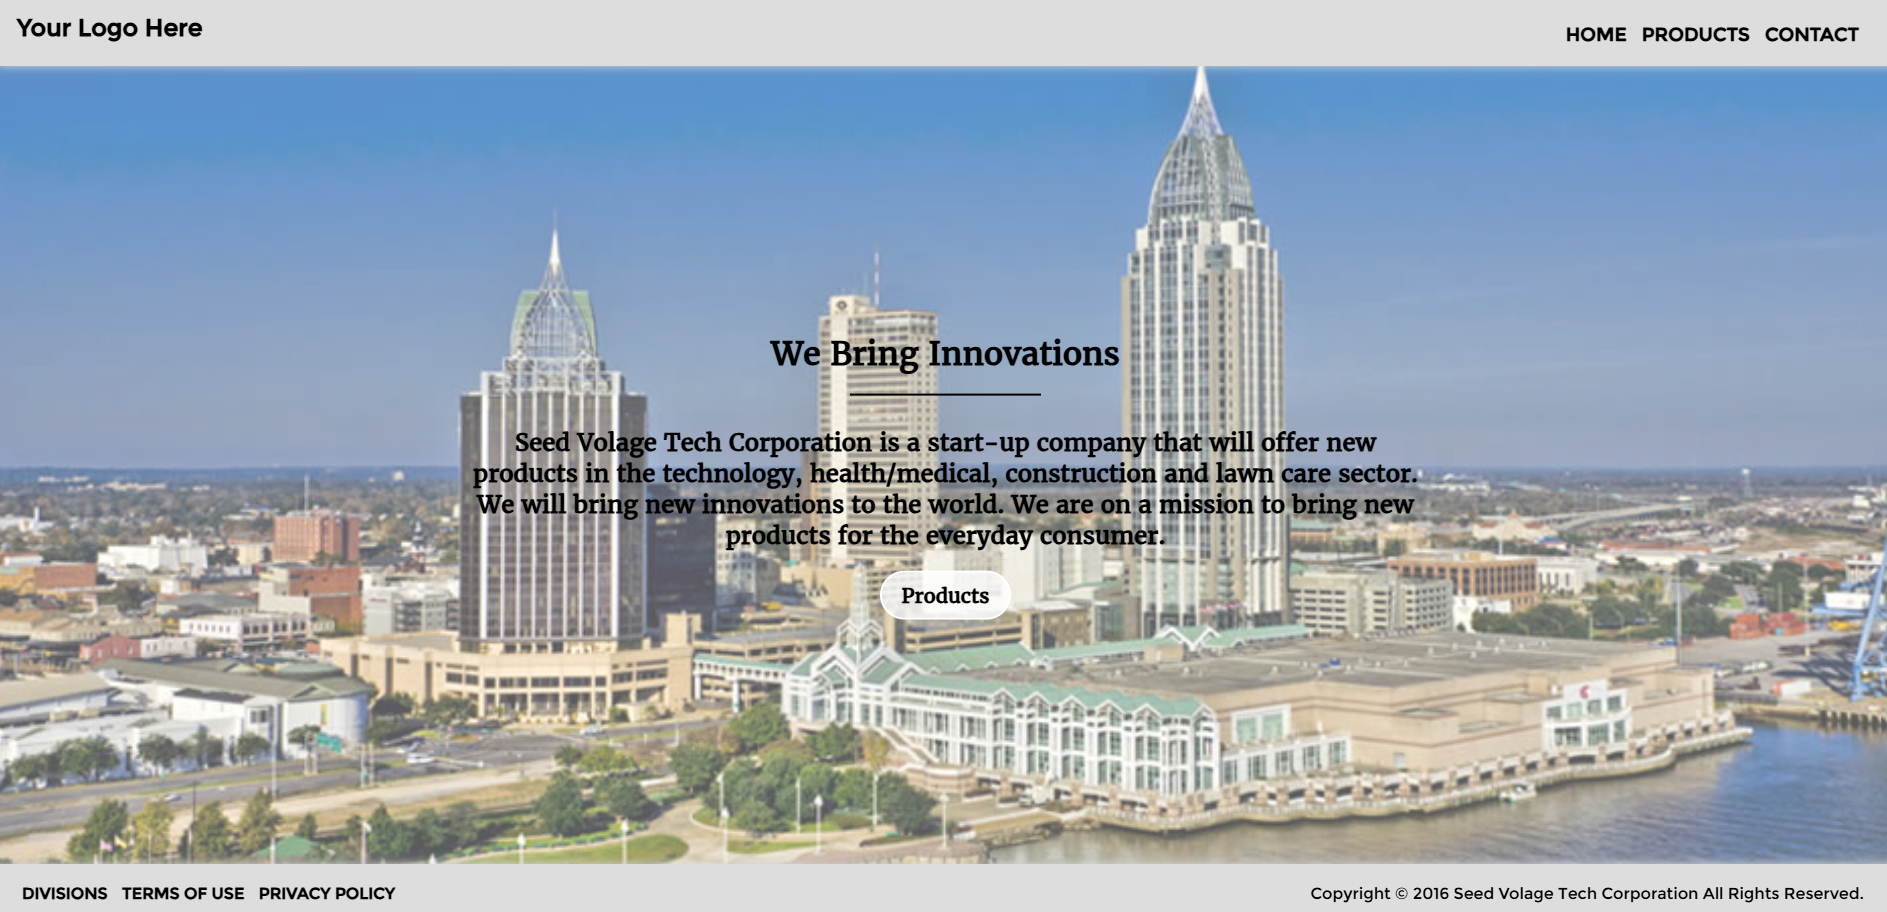 Your Logo Here
HOME PRODUCTS CONTACT
We Bring Innovations
Seed Volage Tech Corporation is a start-up company that will offer new
products in the technology, health/medical, construction and lawn care sector.
We will bring new innovations to the world. We are on a mission to bring new
products for the everyday consumer.
Products
DIVISIONS TERMS OF USE PRIVACY POLICY
Copyright © 2016 Seed Volage Tech Corporation All Rights Reserved.